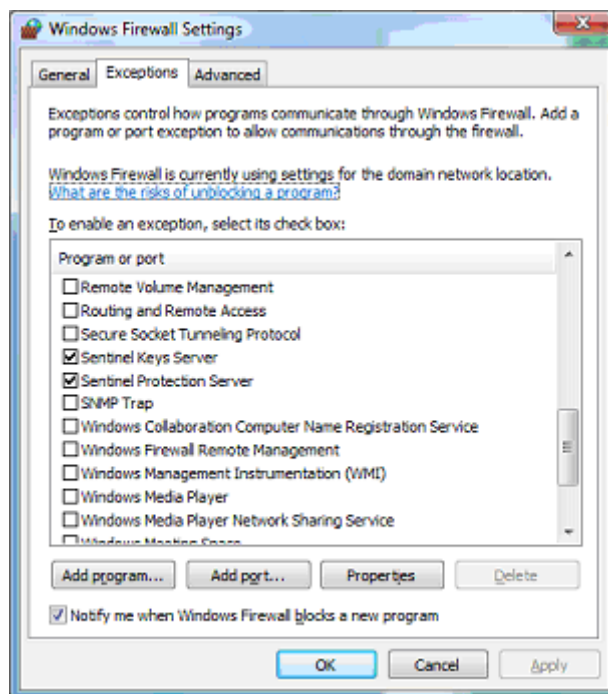 Windows Firewall Settings
General Exceptions Advanced
Exceptions control how programs communicate through Windows Firewall. Add a
program or port exception to allow communications through the firewall.
Windows Firewall is currently using settings for the domain network location.
What are the risks of unblocking a program?
To enable an exception, select its check box:
Program or port
Remote Volume Management
Routing and Remote Access
Secure Socket Tunneling Protocol
Sentinel Keys Server
Sentinel Protection Server
SNMP Trap
Windows Collaboration Computer Name Registration Service
Windows Firewall Remote Management
Windows Management Instrumentation (WMI)
Windows Media Player
Windows Media Player Network Sharing Service
Windows Meeting Space
Add program... Add port... Properties Delete
Notify me when Windows Firewall blocks a new program
OK Cancel Apply